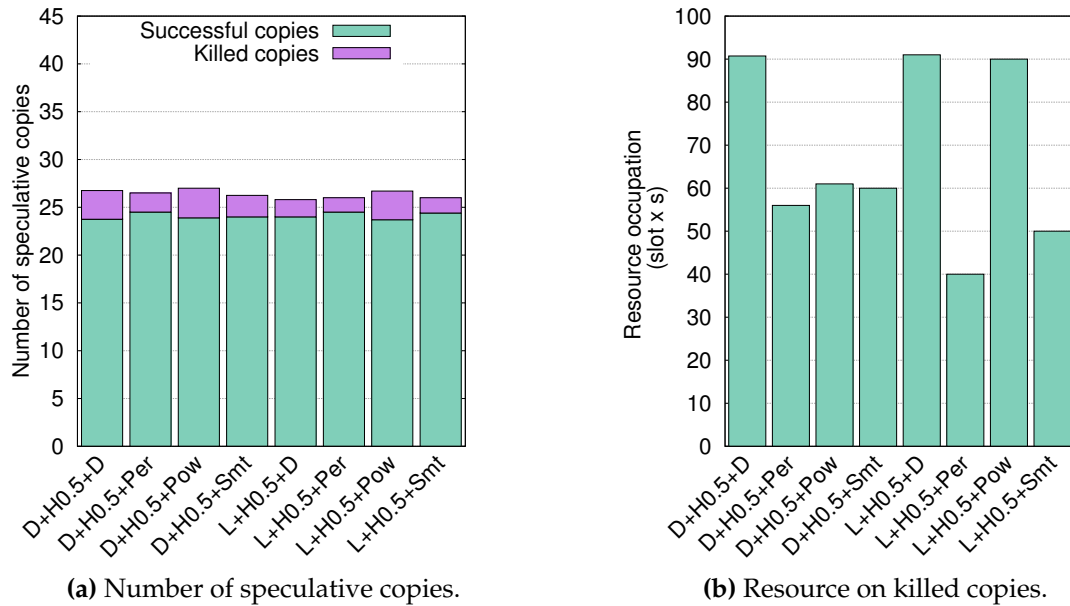 45
40
35
30
25
20
15
10
5
0
Number of speculative copies
Successful copies
Killed copies
D+H0.5+D
D+H0.5+Per
D+H0.5+Pow
D+H0.5+Smt
L+H0.5+D
L+H0.5+Per
L+H0.5+Pow
L+H0.5+Smt
(a) Number of speculative copies.
100
90
80
70
60
50
40
30
20
10
0
Resource occupation
(slot x s)
D+H0.5+D
D+H0.5+Per
D+H0.5+Pow
D+H0.5+Smt
L+H0.5+D
L+H0.5+Per
L+H0.5+Pow
L+H0.5+Smt
(b) Resource on killed copies.